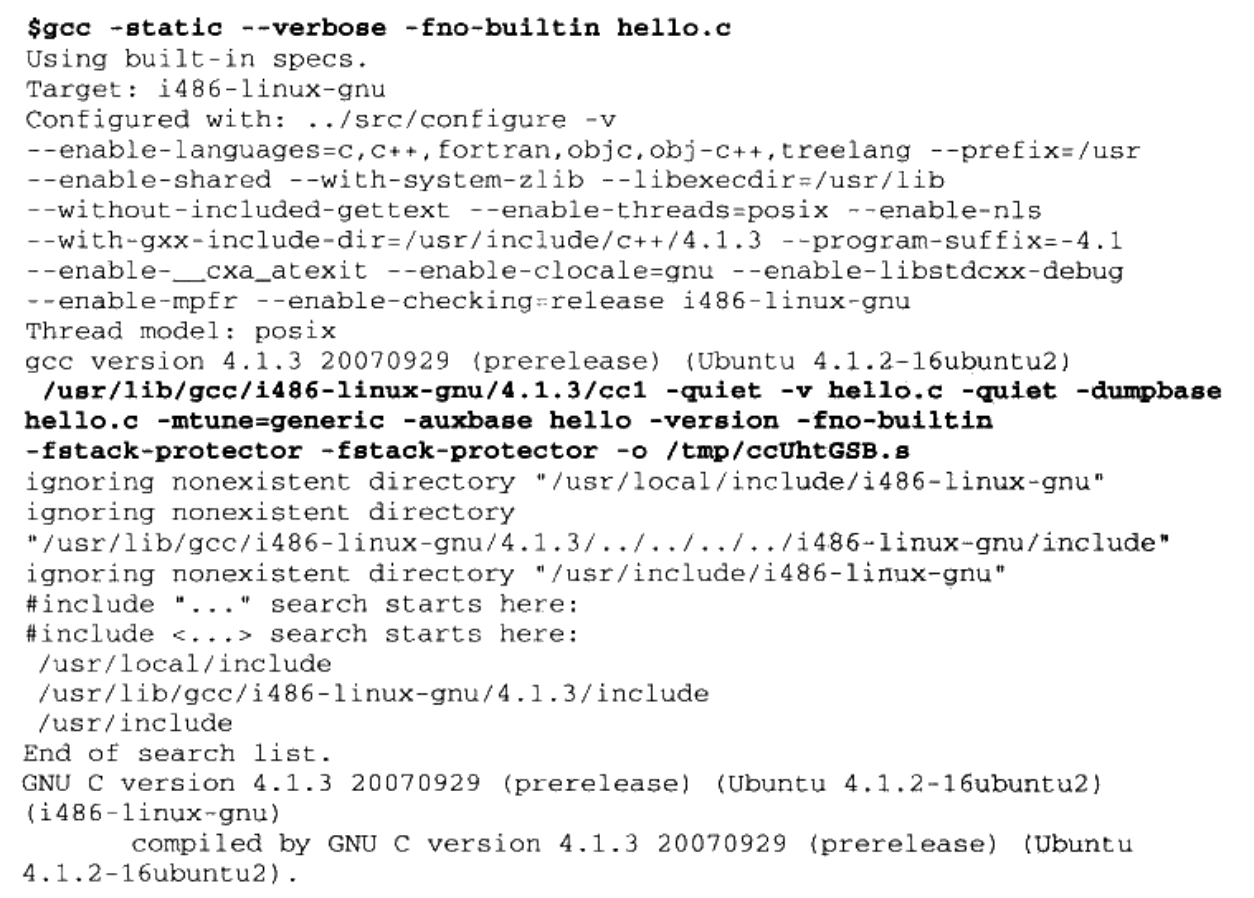 $gcc -static --verbose -fno-builtin hello.c
Using built-in specs.
Target: i486-linux-gnu
Configured with: ../src/configure -v
--enable-languages=c,c++,fortran,objc,obj-c++,treelang --prefix=/usr
--enable-shared --with-system-zlib --libexecdir=/usr/lib
--without-included-gettext --enable-threads=posix --enable-nls
--with-gxx-include-dir=/usr/include/c++/4.1.3 --program-suffix=-4.1
--enable-__cxa_atexit --enable-clocale=gnu --enable-libstdcxx-debug
--enable-mpfr --enable-checking=release i486-linux-gnu
Thread model: posix
gcc version 4.1.3 20070929 (prerelease) (Ubuntu 4.1.2-16ubuntu2)
/usr/lib/gcc/i486-linux-gnu/4.1.3/cc1 -quiet -v hello.c -quiet -dumpbase
hello.c -mtune=generic -auxbase hello -version -fno-builtin
-fstack-protector -fstack-protector -o /tmp/ccUhtGSB.s
ignoring nonexistent directory "/usr/local/include/i486-linux-gnu"
ignoring nonexistent directory
"/usr/lib/gcc/i486-linux-gnu/4.1.3/../../../../i486-linux-gnu/include"
ignoring nonexistent directory "/usr/include/i486-linux-gnu"
#include "..." search starts here:
#include <...> search starts here:
/usr/local/include
/usr/lib/gcc/i486-linux-gnu/4.1.3/include
/usr/include
End of search list.
GNU C version 4.1.3 20070929 (prerelease) (Ubuntu 4.1.2-16ubuntu2)
(i486-linux-gnu)
compiled by GNU C version 4.1.3 20070929 (prerelease) (Ubuntu
4.1.2-16ubuntu2).